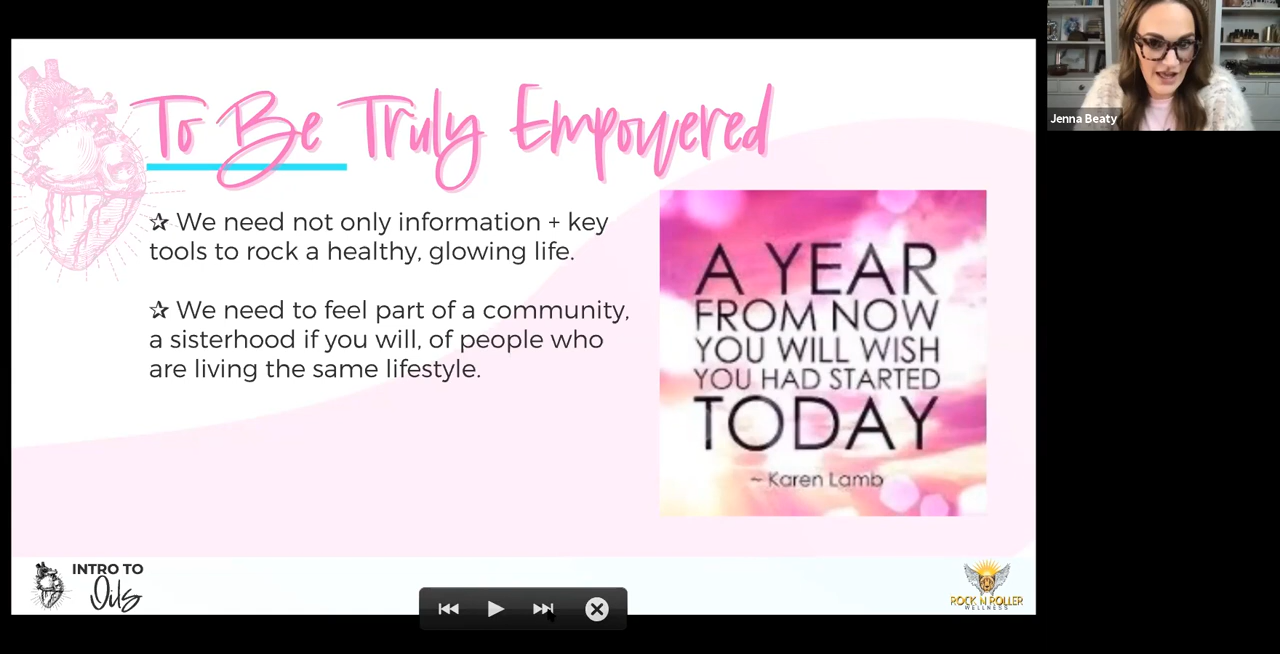 To Be Truly Empowered
✰ We need not only information + key
tools to rock a healthy, glowing life.
✰ We need to feel part of a community,
a sisterhood if you will, of people who
are living the same lifestyle.
A YEAR
FROM NOW
YOU WILL WISH
YOU HAD STARTED
TODAY
~ Karen Lamb
Jenna Beaty
INTRO TO
Oils
ROCK N ROLLER
WELLNESS